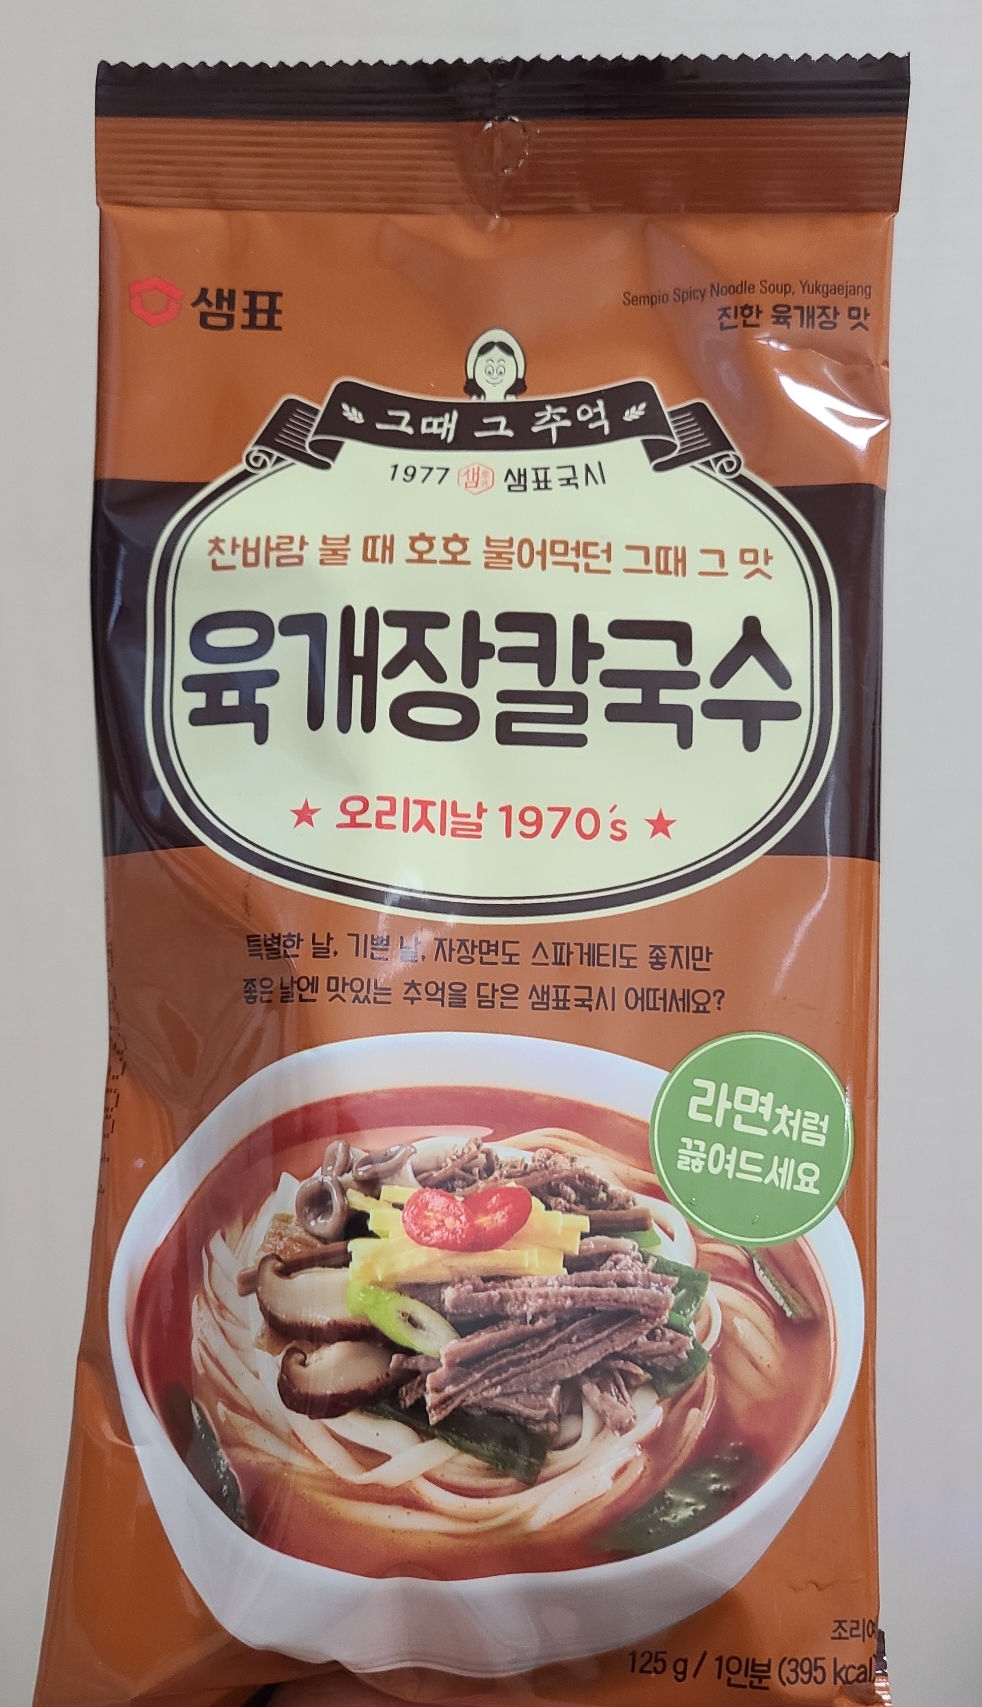 샘표
Sempio Spicy Noodle Soup, Yukgaejang
진한 육개장 맛
그때 그 추억
1977 샘 샘표국시
찬바람 불 때 호호 불어먹던 그때 그 맛
육개장칼국수
★ 오리지날 1970's ★
특별한 날, 기쁜 날, 자장면도 스파게티도 좋지만
좋은 날엔 맛있는 추억을 담은 샘표국시 어떠세요?
라면처럼
끓여드세요
조리예
125 g / 1인분 (395 kcal)